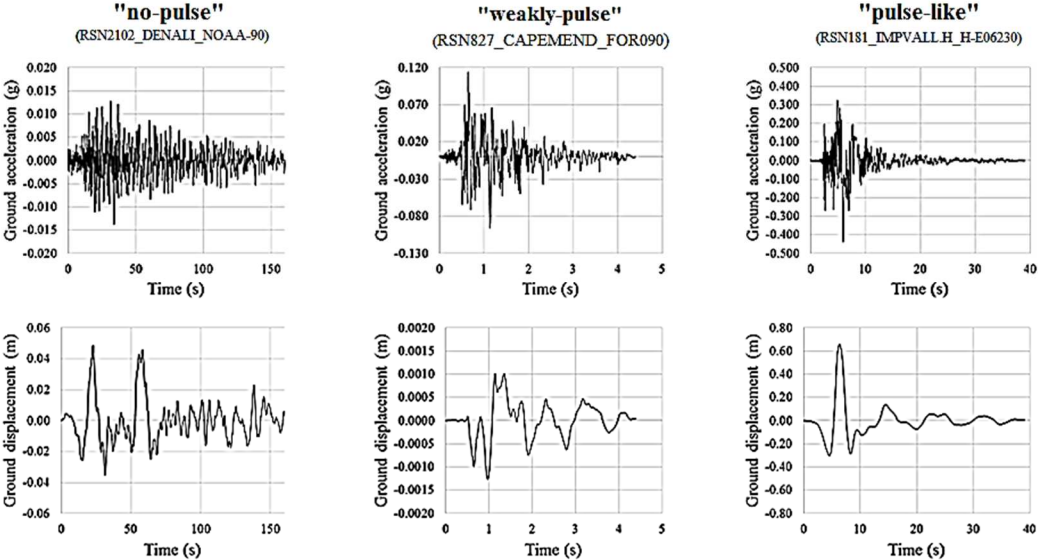 "no-pulse"
(RSN2102_DENALI_NOAA-90)
"weakly-pulse"
(RSN827_CAPEMEND_FOR090)
"pulse-like"
(RSN181_IMPVALL.H_H-E06230)
Ground acceleration (g)
0.020
0.015
0.010
0.005
0.000
-0.005
-0.010
-0.015
-0.020
0 50 100 150
Time (s)
Ground acceleration (g)
0.120
0.070
0.020
-0.030
-0.080
-0.130
0 1 2 3 4 5
Time (s)
Ground acceleration (g)
0.500
0.400
0.300
0.200
0.100
0.000
-0.100
-0.200
-0.300
-0.400
-0.500
0 10 20 30 40
Time (s)
Ground displacement (m)
0.06
0.04
0.02
0.00
-0.02
-0.04
-0.06
0 50 100 150
Time (s)
Ground displacement (m)
0.0020
0.0015
0.0010
0.0005
0.0000
-0.0005
-0.0010
-0.0015
-0.0020
0 1 2 3 4 5
Time (s)
Ground displacement (m)
0.80
0.60
0.40
0.20
0.00
-0.20
-0.40
-0.60
-0.80
0 10 20 30 40
Time (s)